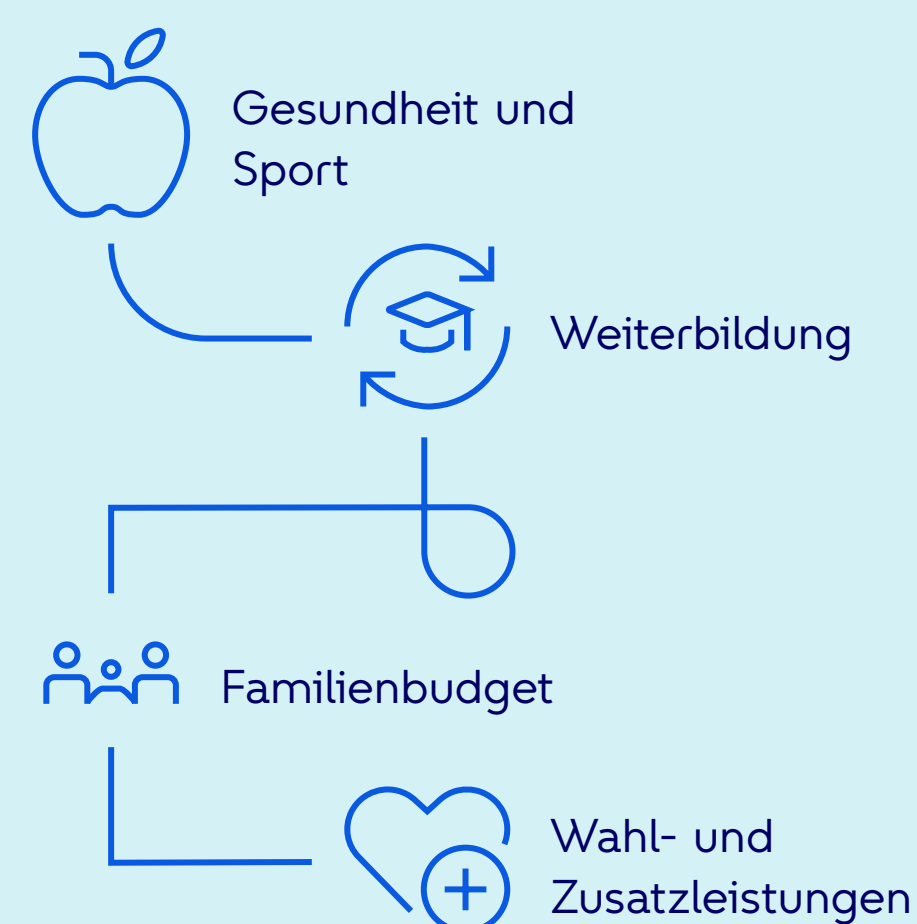 Gesundheit und
Sport
Weiterbildung
Familienbudget
Wahl- und
Zusatzleistungen